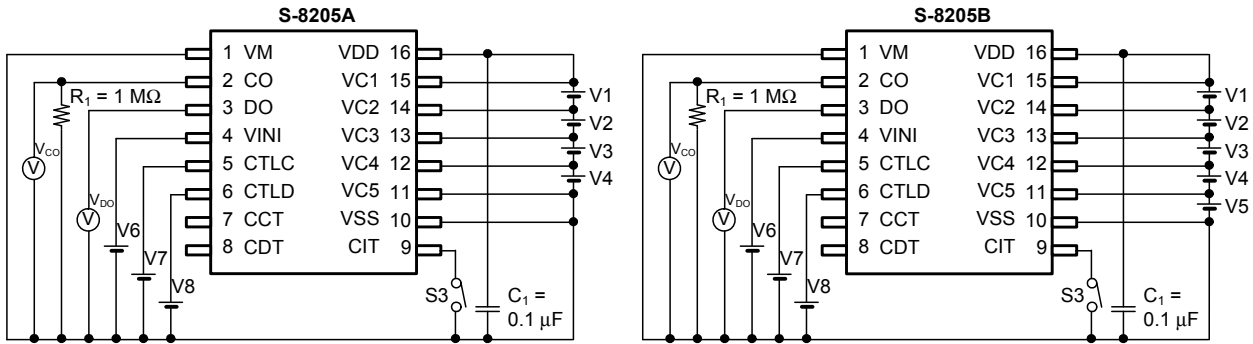 S-8205A
1 VM VDD 16
2 CO VC1 15
3 DO VC2 14
4 VINI VC3 13
5 CTLC VC4 12
6 CTLD VC5 11
7 CCT VSS 10
8 CDT CIT 9
R₁ = 1 MΩ
V_CO
V
V_DO
V
V6
V7
V8
V1
V2
V3
V4
S3
C₁ =
0.1 µF
S-8205B
1 VM VDD 16
2 CO VC1 15
3 DO VC2 14
4 VINI VC3 13
5 CTLC VC4 12
6 CTLD VC5 11
7 CCT VSS 10
8 CDT CIT 9
R₁ = 1 MΩ
V_CO
V
V_DO
V
V6
V7
V8
V1
V2
V3
V4
V5
S3
C₁ =
0.1 µF